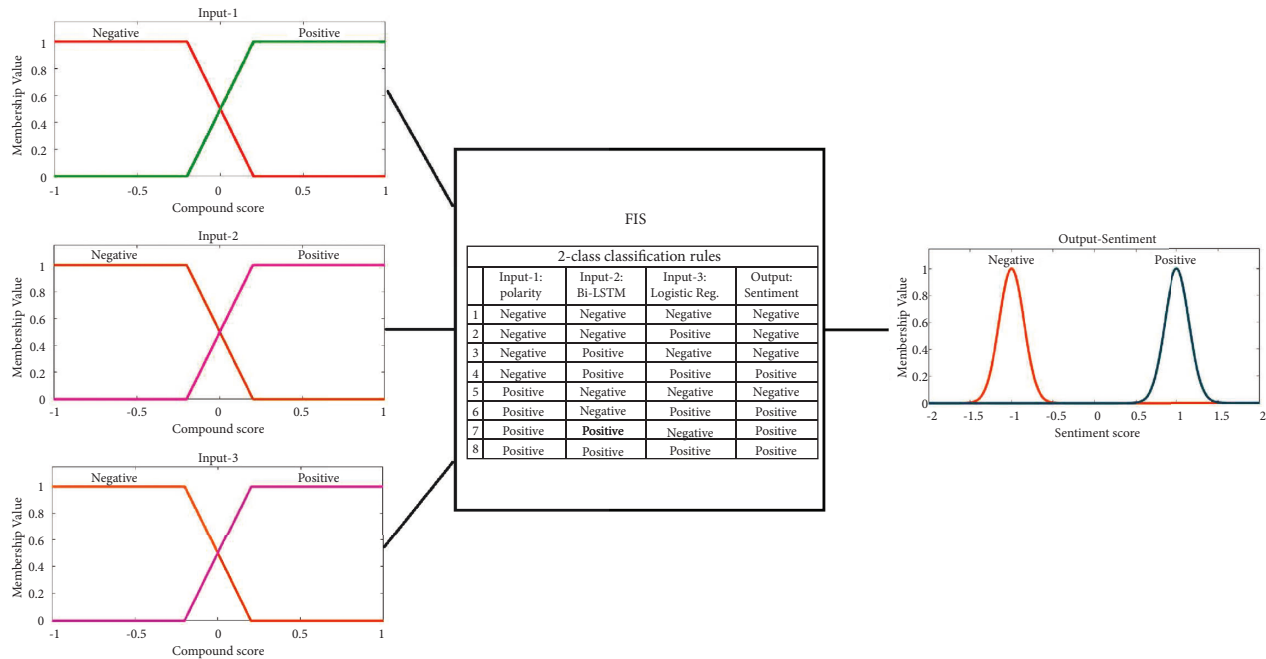 Input-1
Negative Positive
Membership Value
1
0.8
0.6
0.4
0.2
0
-1 -0.5 0 0.5 1
Compound score
Input-2
Negative Positive
Membership Value
1
0.8
0.6
0.4
0.2
0
-1 -0.5 0 0.5 1
Compound score
Input-3
Negative Positive
Membership Value
1
0.8
0.6
0.4
0.2
0
-1 -0.5 0 0.5 1
Compound score
FIS
2-class classification rules
Input-1: Input-2: Input-3: Output:
polarity Bi-LSTM Logistic Reg. Sentiment
1 Negative Negative Negative Negative
2 Negative Negative Positive Negative
3 Negative Positive Negative Negative
4 Negative Positive Positive Positive
5 Positive Negative Negative Negative
6 Positive Negative Positive Positive
7 Positive Positive Negative Positive
8 Positive Positive Positive Positive
Output-Sentiment
Negative Positive
Membership Value
1
0.8
0.6
0.4
0.2
0
-2 -1.5 -1 -0.5 0 0.5 1 1.5 2
Sentiment score